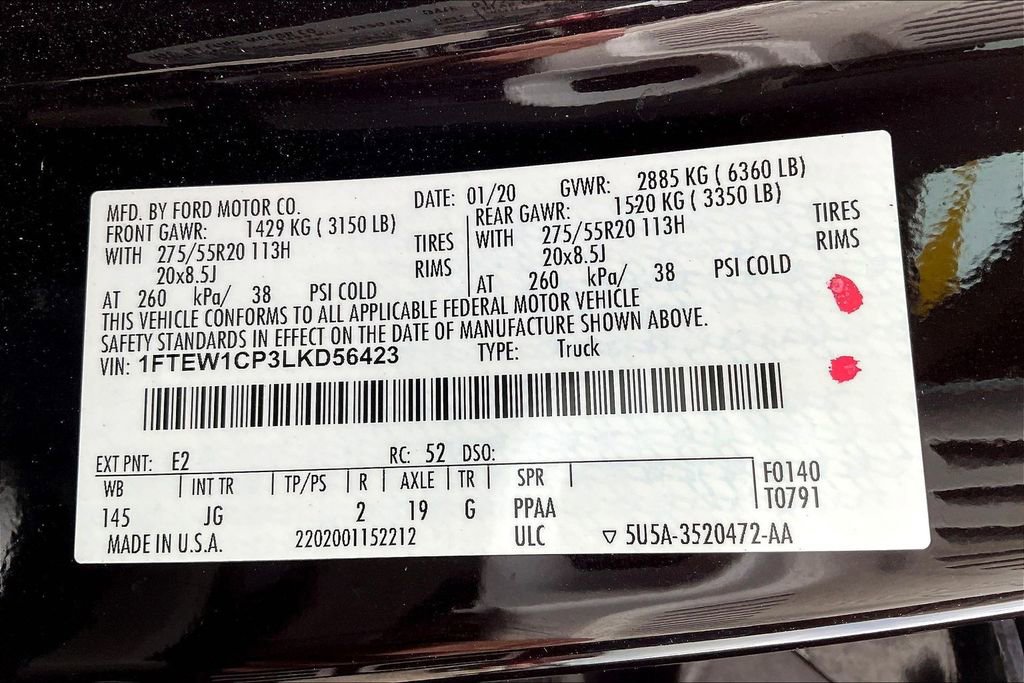 MFD. BY FORD MOTOR CO. DATE: 01/20 GVWR: 2885 KG ( 6360 LB)
FRONT GAWR: 1429 KG ( 3150 LB) REAR GAWR: 1520 KG ( 3350 LB)
WITH 275/55R20 113H TIRES WITH 275/55R20 113H TIRES
20x8.5J RIMS 20x8.5J RIMS
AT 260 kPa/ 38 PSI COLD AT 260 kPa/ 38 PSI COLD
THIS VEHICLE CONFORMS TO ALL APPLICABLE FEDERAL MOTOR VEHICLE
SAFETY STANDARDS IN EFFECT ON THE DATE OF MANUFACTURE SHOWN ABOVE.
VIN: 1FTEW1CP3LKD56423 TYPE: Truck
EXT PNT: E2 RC: 52 DSO:
WB INT TR TP/PS R AXLE TR SPR F0140
145 JG 2 19 G PPAA T0791
MADE IN U.S.A. 2202001152212 ULC ▽ 5U5A-3520472-AA